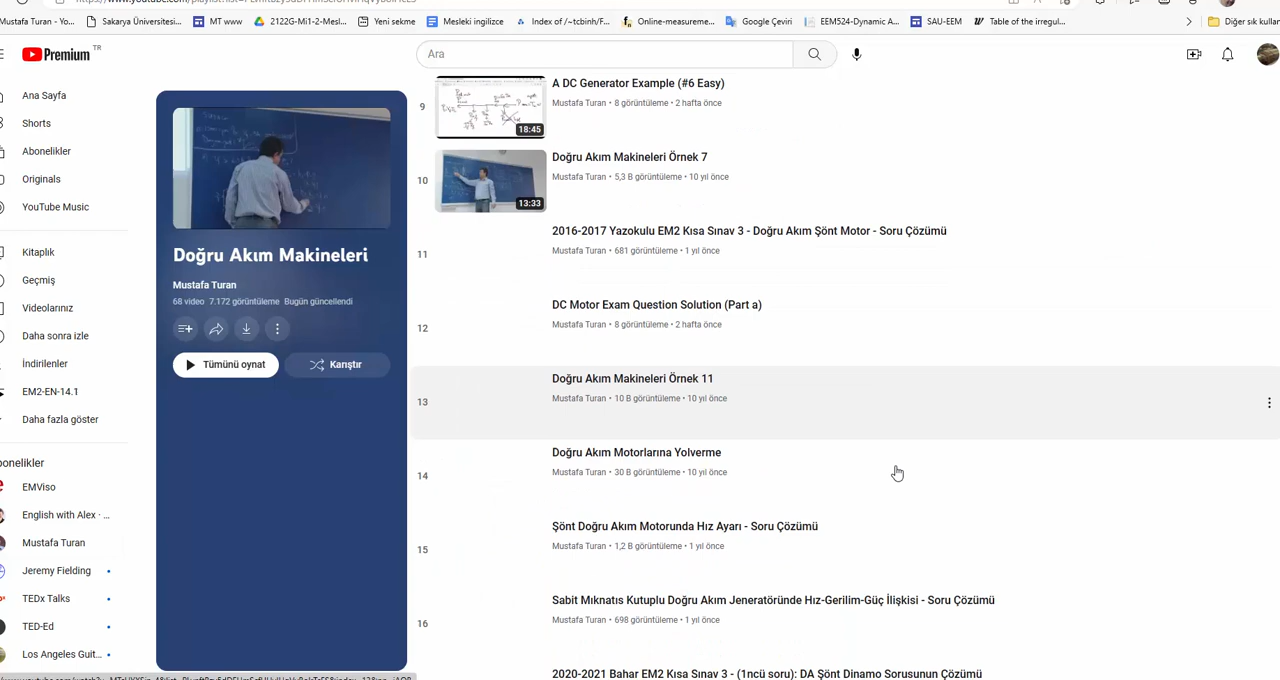 Mustafa Turan - Yo...
Sakarya Üniversitesi...
MT www
2122G-Mi1-2-Mesl...
Yeni sekme
Mesleki ingilizce
Index of /~tcbinh/F...
Online-measureme...
Google Çeviri
EEM524-Dynamic A...
SAU-EEM
Table of the irregul...
Diğer sık kullan
Premium TR
Ara
Ana Sayfa
Shorts
Abonelikler
Originals
YouTube Music
Kitaplık
Geçmiş
Videolarınız
Daha sonra izle
İndirilenler
EM2-EN-14.1
Daha fazla göster
onelikler
EMViso
English with Alex · ...
Mustafa Turan
Jeremy Fielding
TEDx Talks
TED-Ed
Los Angeles Guit...
Doğru Akım Makineleri
Mustafa Turan
68 video 7.172 görüntüleme Bugün güncellendi
Tümünü oynat
Karıştır
9
18:45
A DC Generator Example (#6 Easy)
Mustafa Turan • 8 görüntüleme • 2 hafta önce
10
13:33
Doğru Akım Makineleri Örnek 7
Mustafa Turan • 5,3 B görüntüleme • 10 yıl önce
11
2016-2017 Yazokulu EM2 Kısa Sınav 3 - Doğru Akım Şönt Motor - Soru Çözümü
Mustafa Turan • 681 görüntüleme • 1 yıl önce
12
DC Motor Exam Question Solution (Part a)
Mustafa Turan • 8 görüntüleme • 2 hafta önce
13
Doğru Akım Makineleri Örnek 11
Mustafa Turan • 10 B görüntüleme • 10 yıl önce
14
Doğru Akım Motorlarına Yolverme
Mustafa Turan • 30 B görüntüleme • 10 yıl önce
15
Şönt Doğru Akım Motorunda Hız Ayarı - Soru Çözümü
Mustafa Turan • 1,2 B görüntüleme • 1 yıl önce
16
Sabit Mıknatıs Kutuplu Doğru Akım Jeneratöründe Hız-Gerilim-Güç İlişkisi - Soru Çözümü
Mustafa Turan • 698 görüntüleme • 1 yıl önce
2020-2021 Bahar EM2 Kısa Sınav 3 - (1ncü soru): DA Şönt Dinamo Sorusunun Çözümü